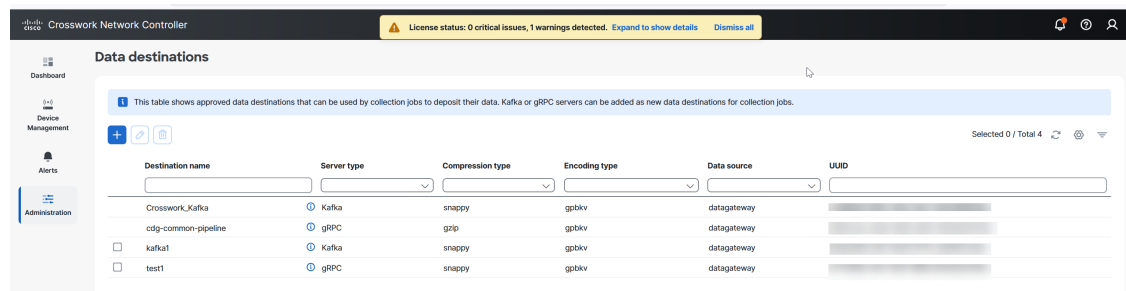 cisco Crosswork Network Controller
License status: 0 critical issues, 1 warnings detected. Expand to show details Dismiss all
Dashboard
Device Management
Alerts
Administration
Data destinations
This table shows approved data destinations that can be used by collection jobs to deposit their data. Kafka or gRPC servers can be added as new data destinations for collection jobs.
Selected 0 / Total 4
Destination name Server type Compression type Encoding type Data source UUID
Crosswork_Kafka Kafka snappy gpbkv datagateway
cdg-common-pipeline gRPC gzip gpbkv datagateway
kafka1 Kafka snappy gpbkv datagateway
test1 gRPC snappy gpbkv datagateway